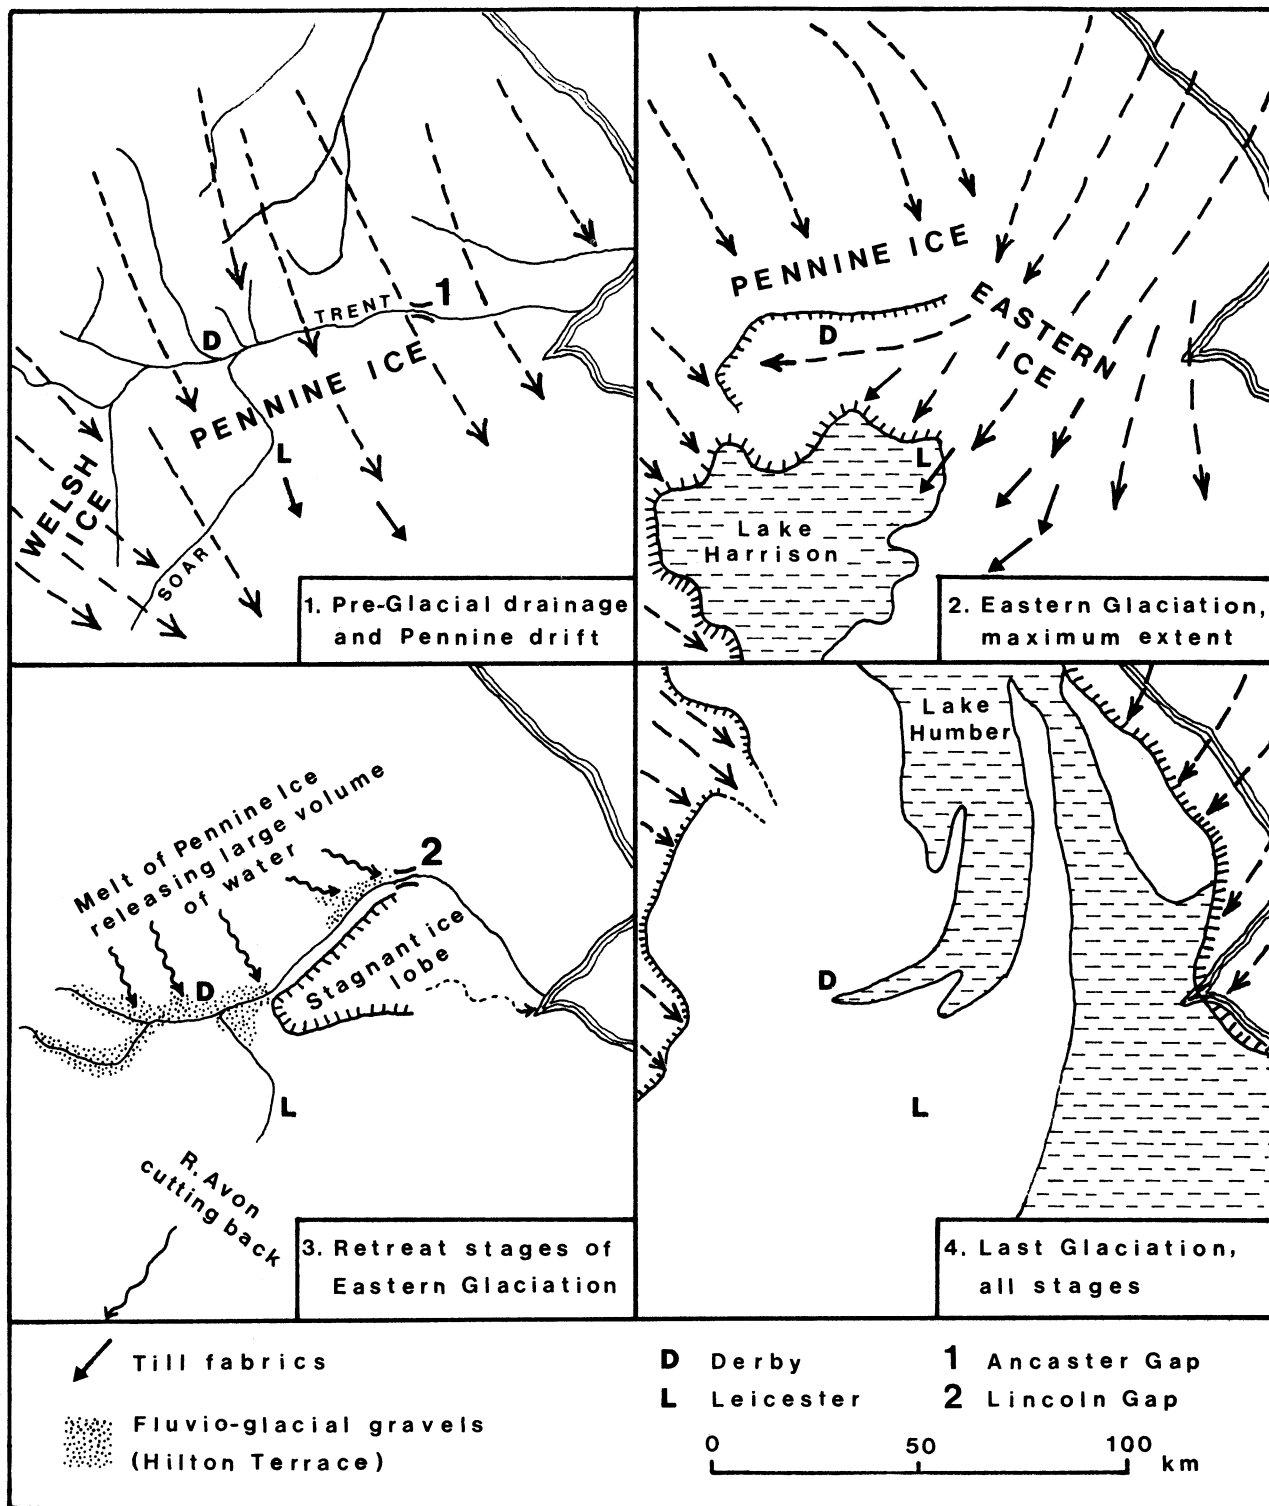 1
TRENT
D
PENNINE ICE
L
WELSH
ICE
SOAR
1. Pre-Glacial drainage
and Pennine drift
PENNINE ICE
EASTERN
ICE
D
L
Lake
Harrison
2. Eastern Glaciation,
maximum extent
Melt of Pennine Ice
releasing large volume
of water
2
Stagnant ice
lobe
D
L
R. Avon
cutting back
3. Retreat stages of
Eastern Glaciation
Lake
Humber
D
L
4. Last Glaciation,
all stages
Till fabrics
Fluvio-glacial gravels
(Hilton Terrace)
D Derby
L Leicester
1 Ancaster Gap
2 Lincoln Gap
0 50 100
km